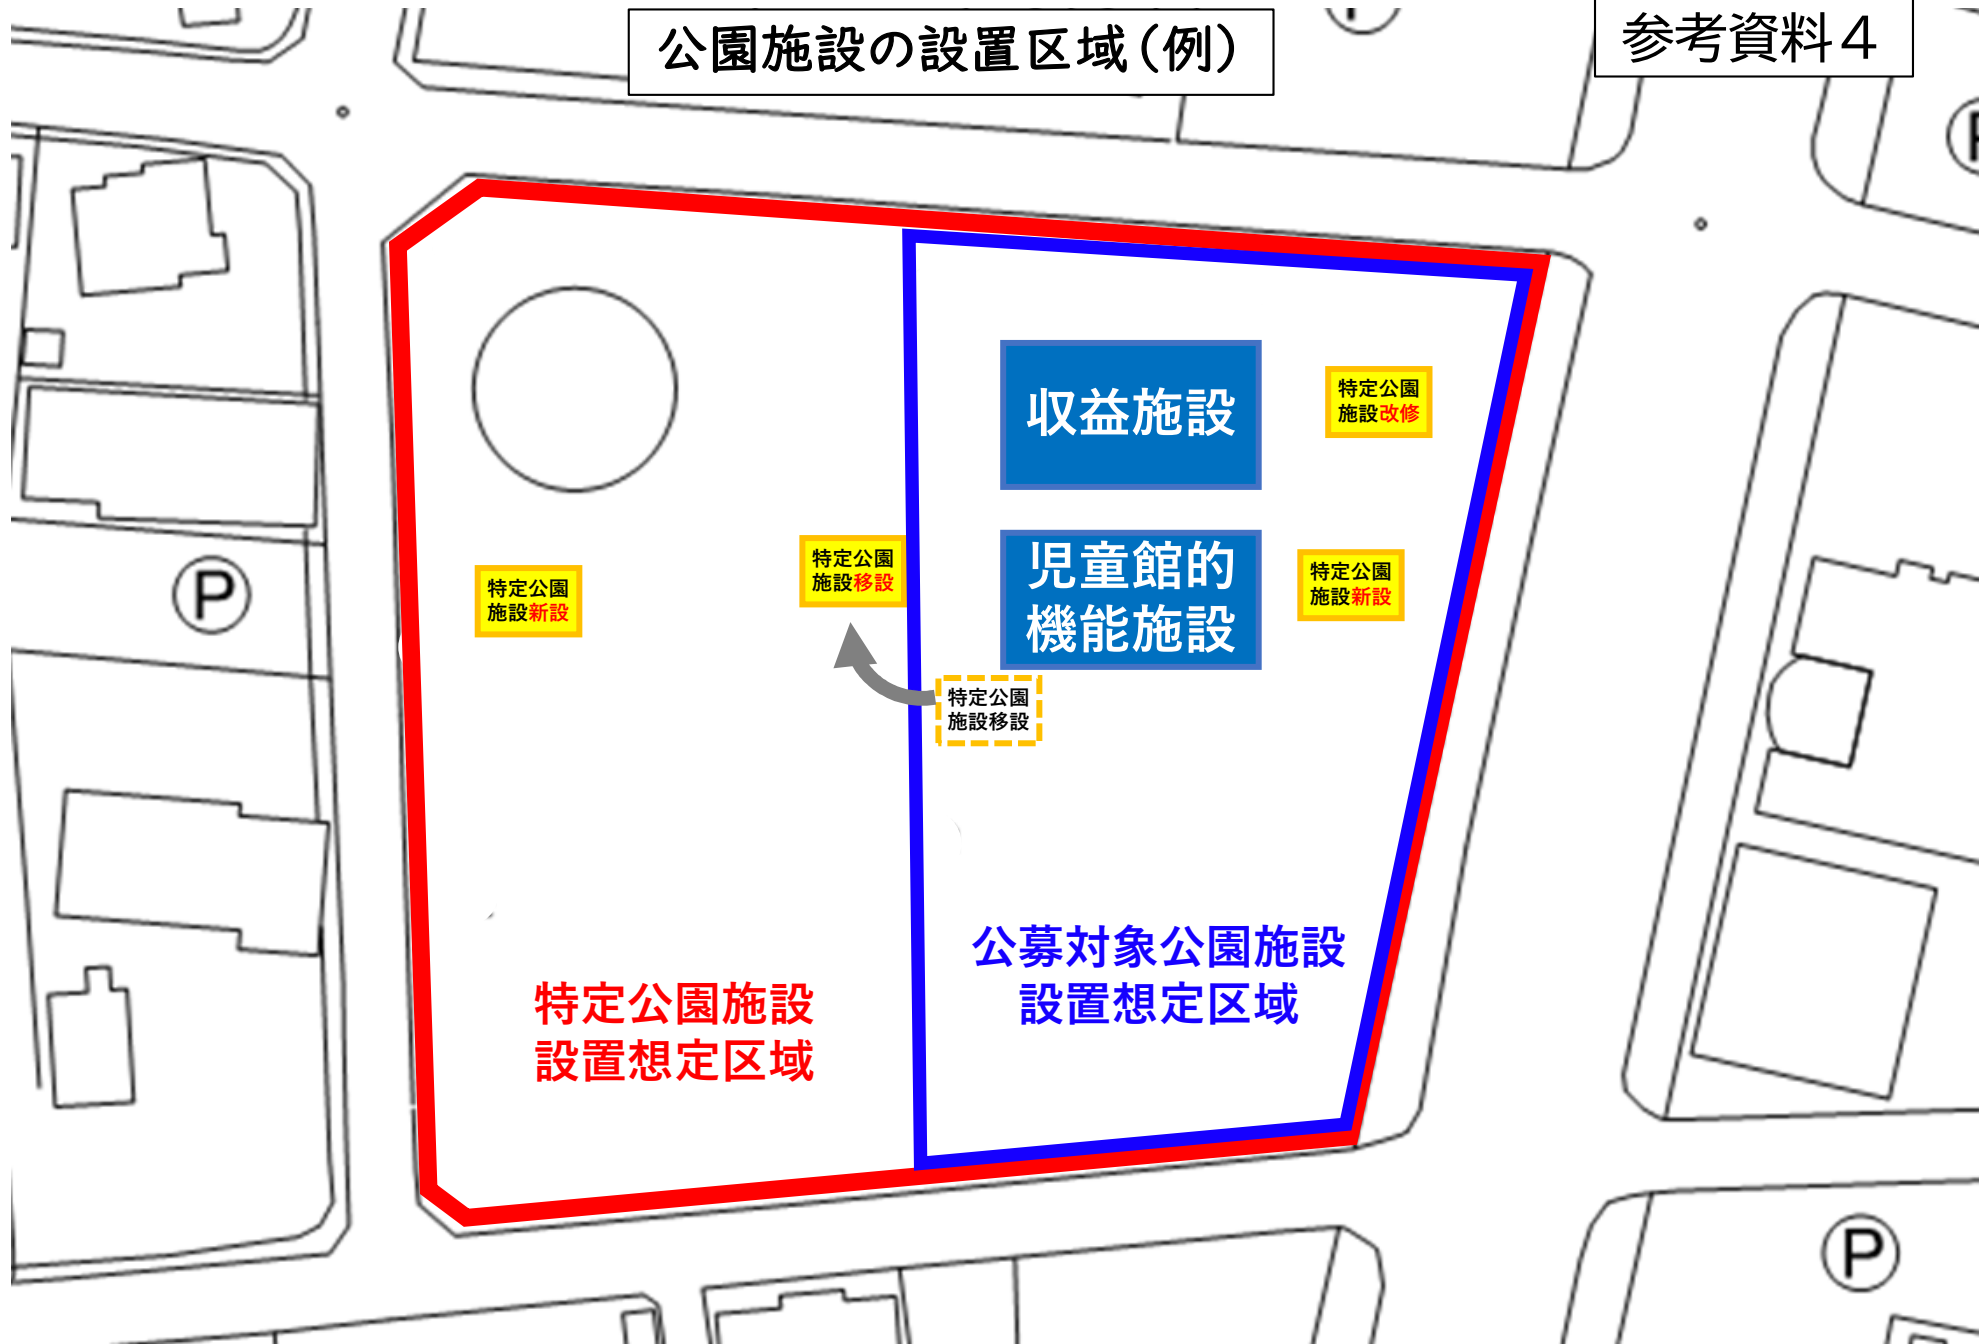 公園施設の設置区域(例)
参考資料4
収益施設
特定公園
施設改修
特定公園
施設移設
児童館的
機能施設
特定公園
施設新設
特定公園
施設新設
特定公園
施設移設
P
公募対象公園施設
設置想定区域
特定公園施設
設置想定区域
P